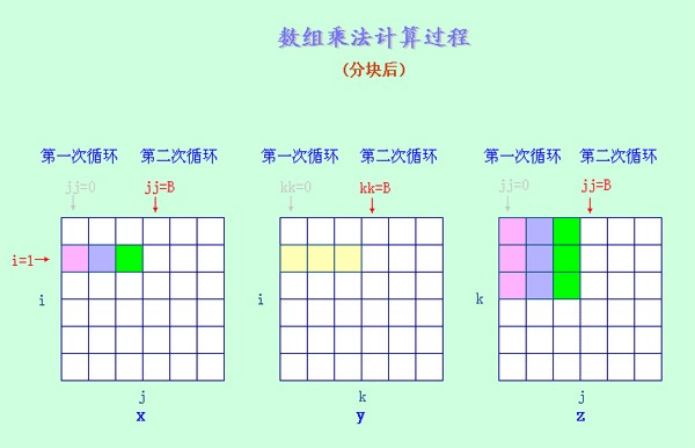 数组乘法计算过程
(分块后)
第一次循环 第二次循环 第一次循环 第二次循环 第一次循环 第二次循环
jj=0 jj=B kk=0 kk=B jj=0 jj=B
i=1
i i k
j k j
x y z